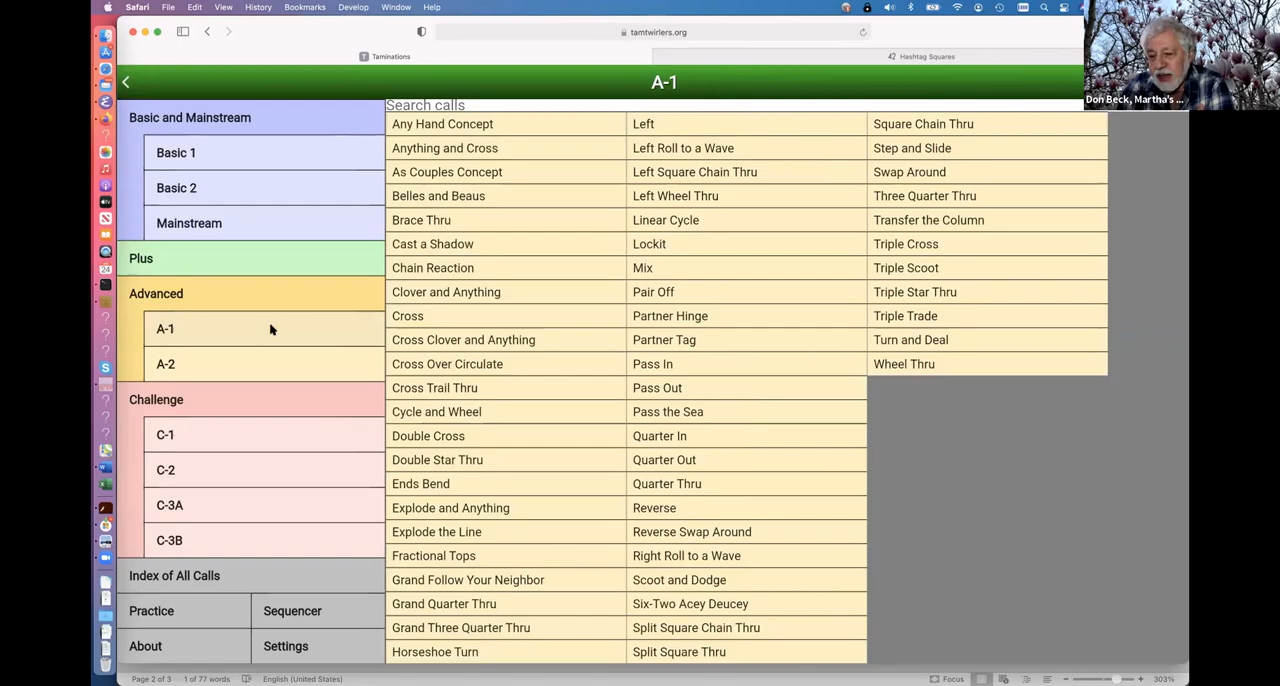 Safari File Edit View History Bookmarks Develop Window Help
tamtwirlers.org
Taminations
Hashtag Squares
A-1
Don Beck, Martha's ...
Search calls
Basic and Mainstream
Basic 1
Basic 2
Mainstream
Plus
Advanced
A-1
A-2
Challenge
C-1
C-2
C-3A
C-3B
Index of All Calls
Practice Sequencer
About Settings
Any Hand Concept
Anything and Cross
As Couples Concept
Belles and Beaus
Brace Thru
Cast a Shadow
Chain Reaction
Clover and Anything
Cross
Cross Clover and Anything
Cross Over Circulate
Cross Trail Thru
Cycle and Wheel
Double Cross
Double Star Thru
Ends Bend
Explode and Anything
Explode the Line
Fractional Tops
Grand Follow Your Neighbor
Grand Quarter Thru
Grand Three Quarter Thru
Horseshoe Turn
Left
Left Roll to a Wave
Left Square Chain Thru
Left Wheel Thru
Linear Cycle
Lockit
Mix
Pair Off
Partner Hinge
Partner Tag
Pass In
Pass Out
Pass the Sea
Quarter In
Quarter Out
Quarter Thru
Reverse
Reverse Swap Around
Right Roll to a Wave
Scoot and Dodge
Six-Two Acey Deucey
Split Square Chain Thru
Split Square Thru
Square Chain Thru
Step and Slide
Swap Around
Three Quarter Thru
Transfer the Column
Triple Cross
Triple Scoot
Triple Star Thru
Triple Trade
Turn and Deal
Wheel Thru
Page 2 of 3 1 of 77 words English (United States) Focus 303%